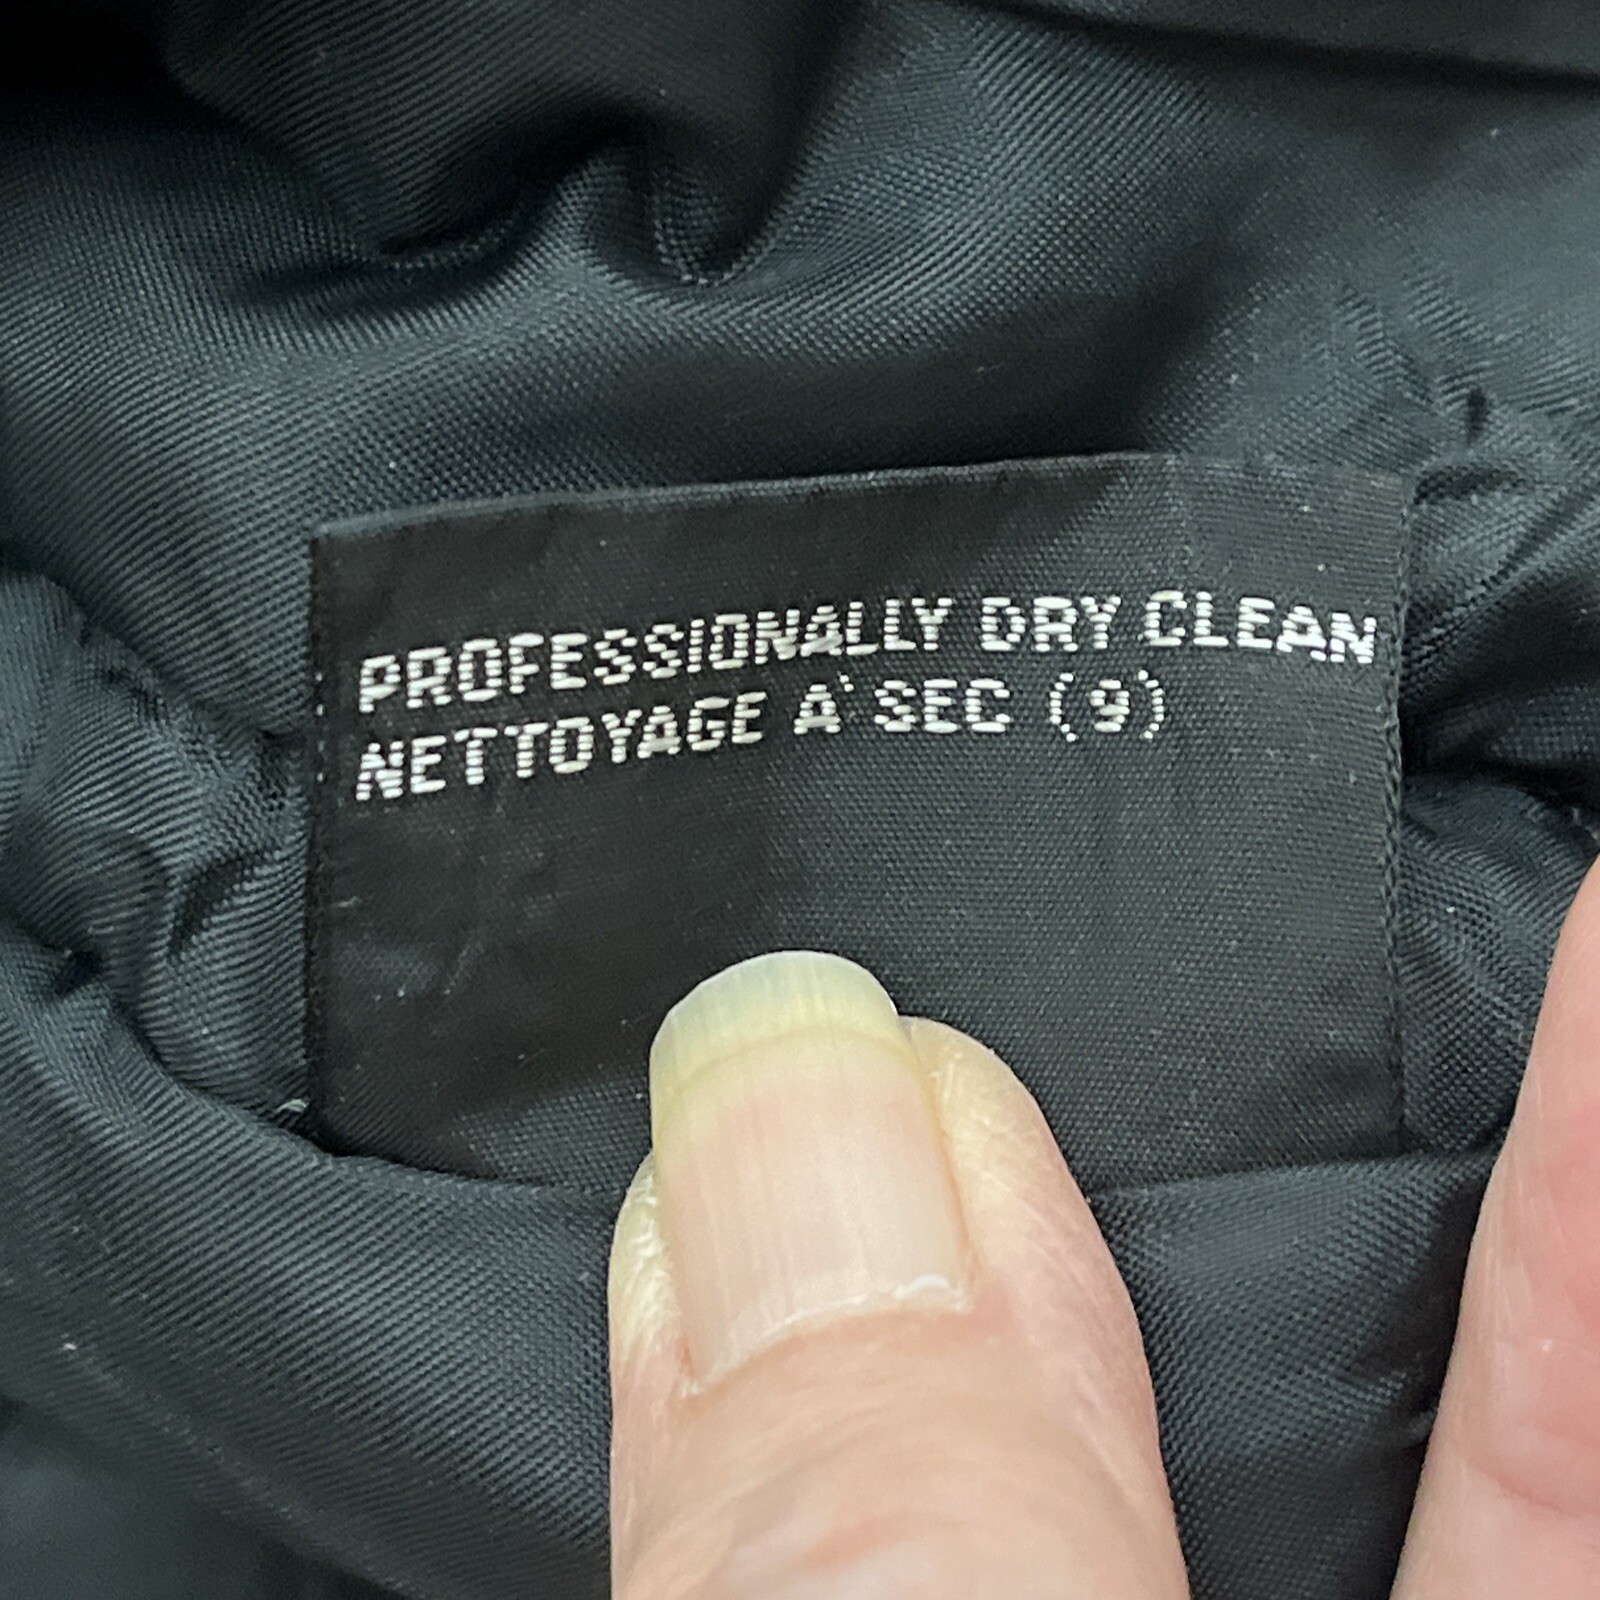 PROFESSIONALLY DRY CLEAN
NETTOYAGE A` SEC (9)